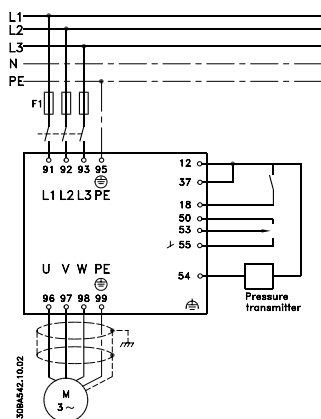 L1
L2
L3
N
PE
F1
91 92 93 95
L1 L2 L3 PE
12
37
18
50
53
55
54
Pressure
transmitter
U V W PE
96 97 98 99
M
3~
30BA542.10.02